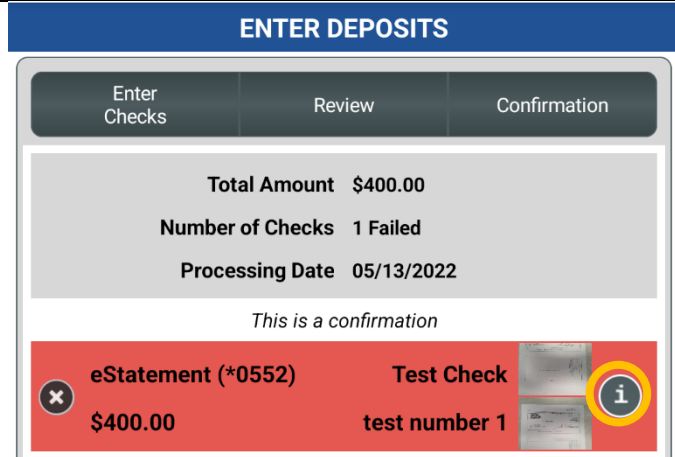 ENTER DEPOSITS
Enter
Checks
Review
Confirmation
Total Amount $400.00
Number of Checks 1 Failed
Processing Date 05/13/2022
This is a confirmation
eStatement (*0552) Test Check
$400.00 test number 1
i